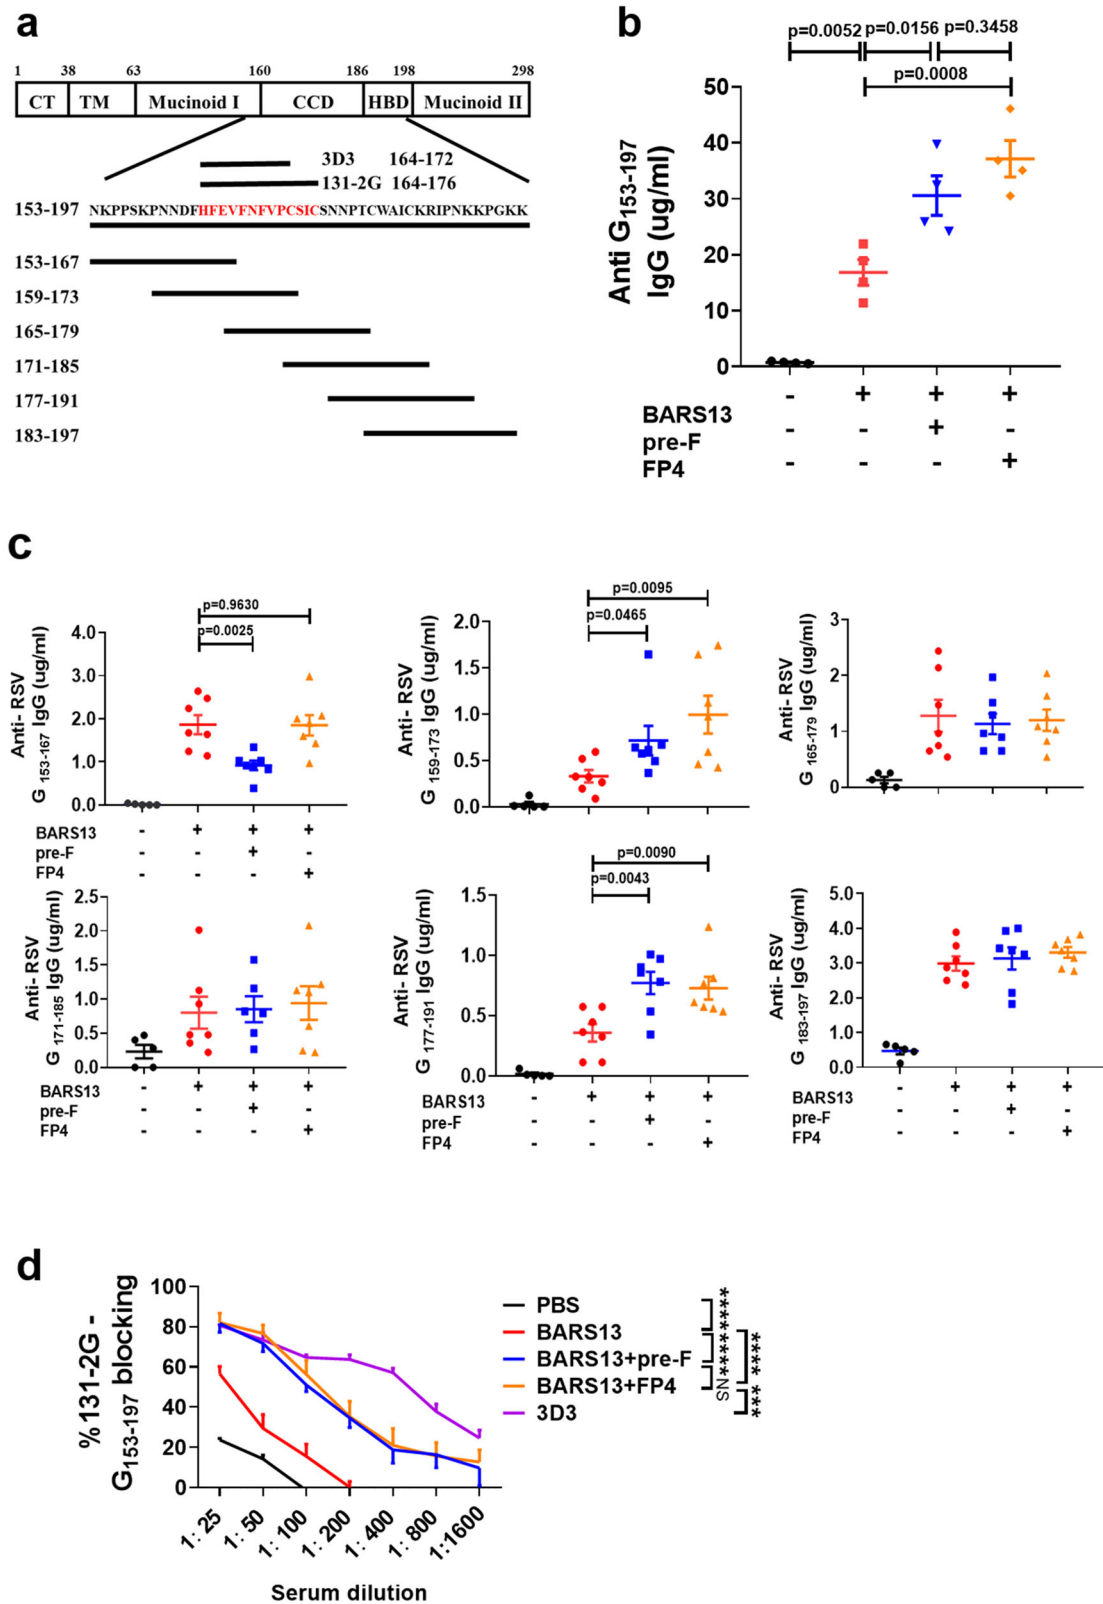 a
1 38 63 160 186 198 298
CT TM Mucinoid I CCD HBD Mucinoid II
3D3 164-172
131-2G 164-176
153-197 NKPPSKPNNDFHFEVFNFVPCSICSNNPTCWAICKRIPNKKPGKK
153-167
159-173
165-179
171-185
177-191
183-197
b
p=0.0052 p=0.0156 p=0.3458
p=0.0008
Anti G153-197
IgG (ug/ml)
50
40
30
20
10
0
BARS13 - + + +
pre-F - - + -
FP4 - - - +
c
p=0.9630
p=0.0025
Anti- RSV
G 153-167 IgG (ug/ml)
4.0
3.0
2.0
1.0
0.0
BARS13 - + + +
pre-F - - + -
FP4 - - - +
p=0.0095
p=0.0465
Anti- RSV
G 159-173 IgG (ug/ml)
2.0
1.5
1.0
0.5
0.0
Anti- RSV
G 165-179 IgG (ug/ml)
3
2
1
0
Anti- RSV
G 171-185 IgG (ug/ml)
2.5
2.0
1.5
1.0
0.5
0.0
BARS13 - + + +
pre-F - - + -
FP4 - - - +
p=0.0090
p=0.0043
Anti- RSV
G 177-191 IgG (ug/ml)
1.5
1.0
0.5
0.0
BARS13 - + + +
pre-F - - + -
FP4 - - - +
Anti- RSV
G 183-197 IgG (ug/ml)
5.0
4.0
3.0
2.0
1.0
0.0
BARS13 - + + +
pre-F - - + -
FP4 - - - +
d
%131-2G -
G153-197 blocking
100
80
60
40
20
0
1: 25 1: 50 1: 100 1: 200 1: 400 1: 800 1:1600
Serum dilution
PBS
BARS13
BARS13+pre-F
BARS13+FP4
3D3
****
****
NS
****
***